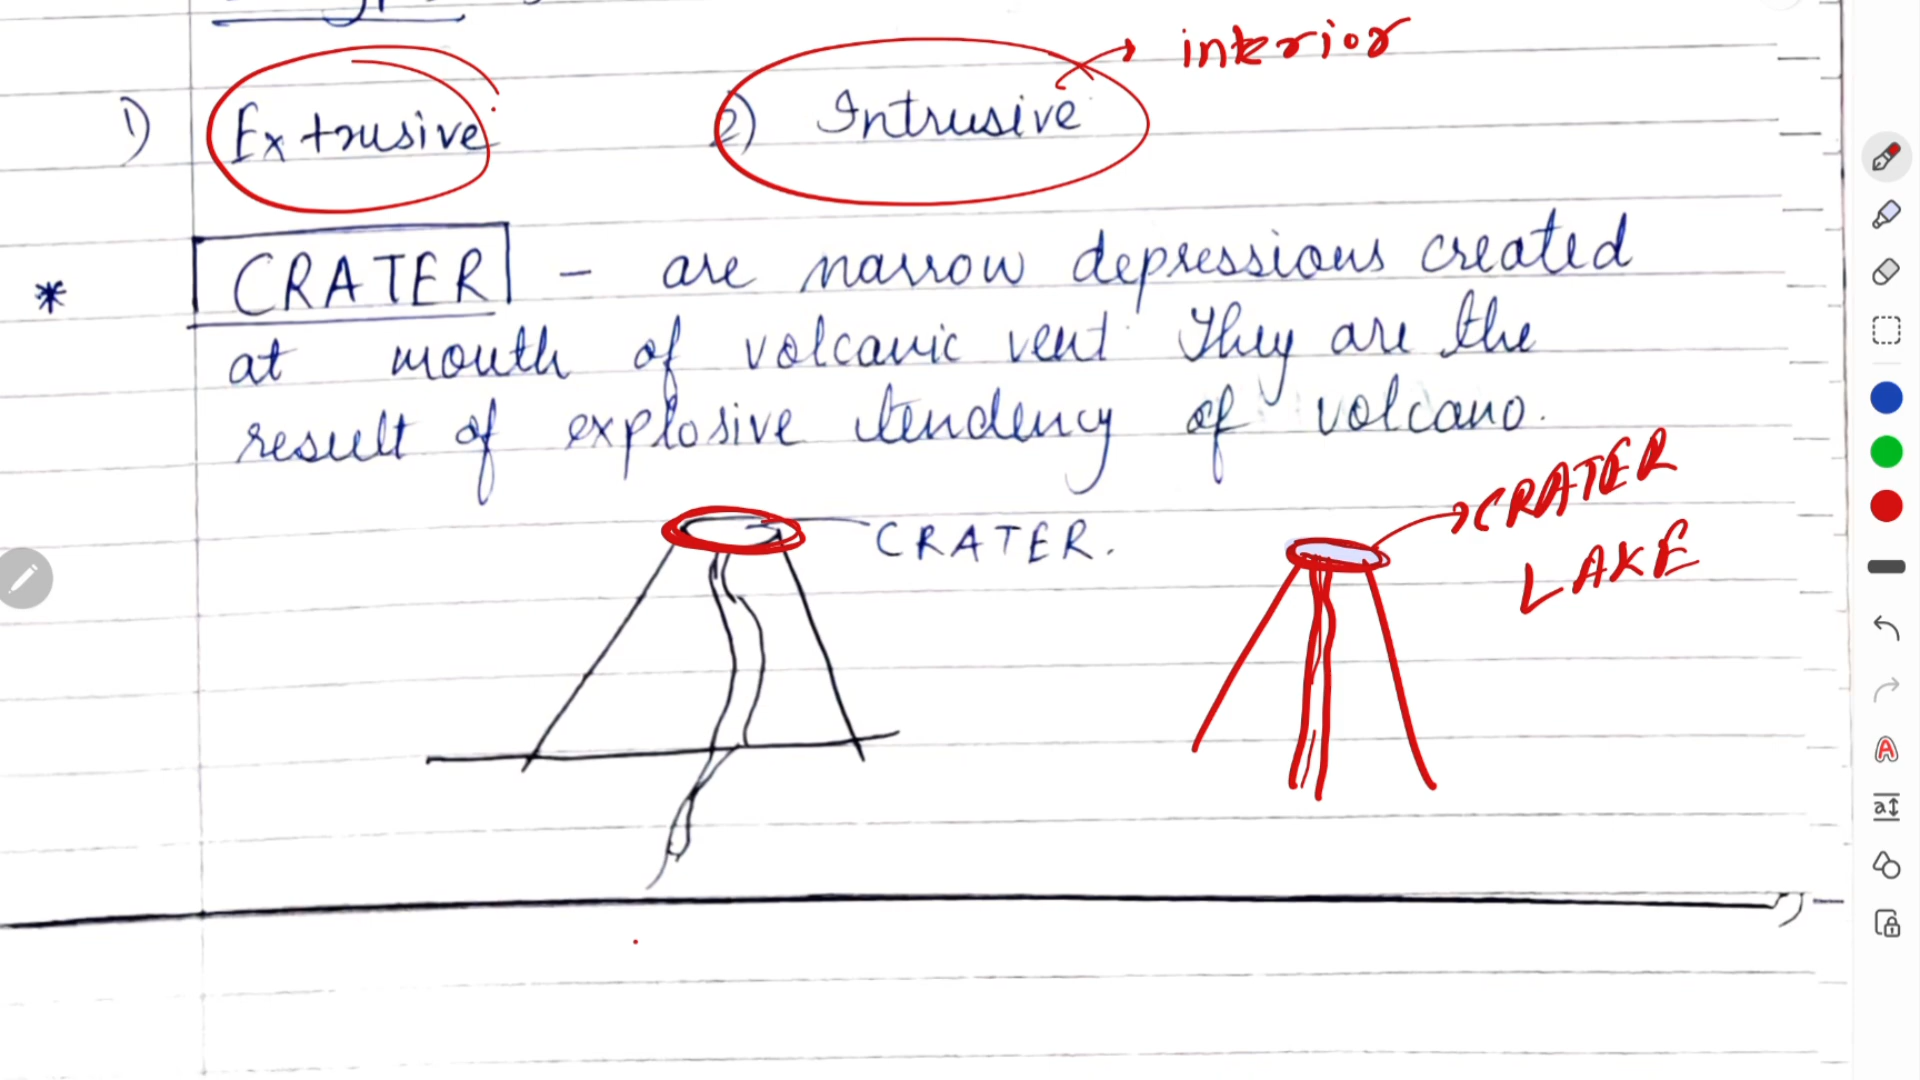 → interior
1) Extrusive 2) Intrusive
* CRATER - are narrow depressions created
at mouth of volcanic vent. They are the
result of explosive tendency of volcano.
CRATER.
CRATER
LAKE